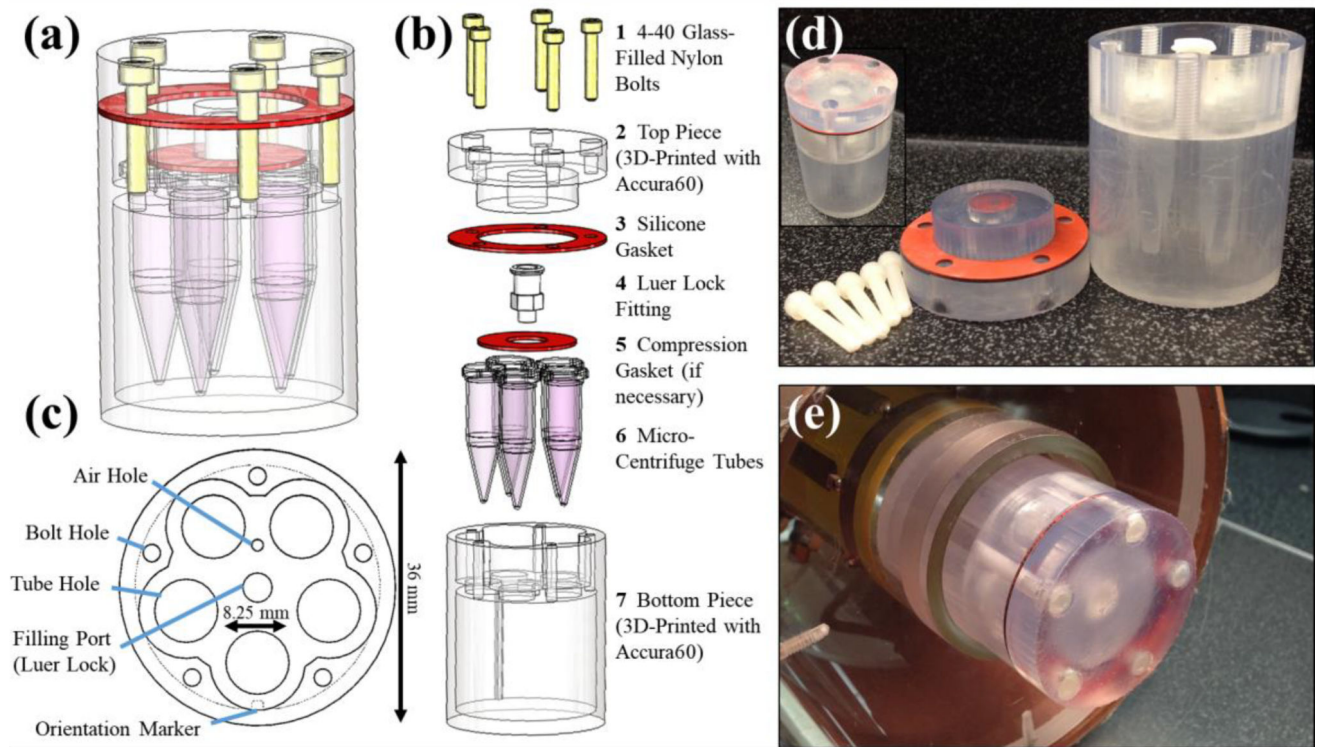 (a)
(b)
1 4-40 Glass-
Filled Nylon
Bolts
2 Top Piece
(3D-Printed with
Accura60)
3 Silicone
Gasket
4 Luer Lock
Fitting
5 Compression
Gasket (if
necessary)
6 Micro-
Centrifuge Tubes
7 Bottom Piece
(3D-Printed with
Accura60)
(c)
Air Hole
Bolt Hole
Tube Hole
Filling Port
(Luer Lock)
Orientation Marker
8.25 mm
36 mm
(d)
(e)